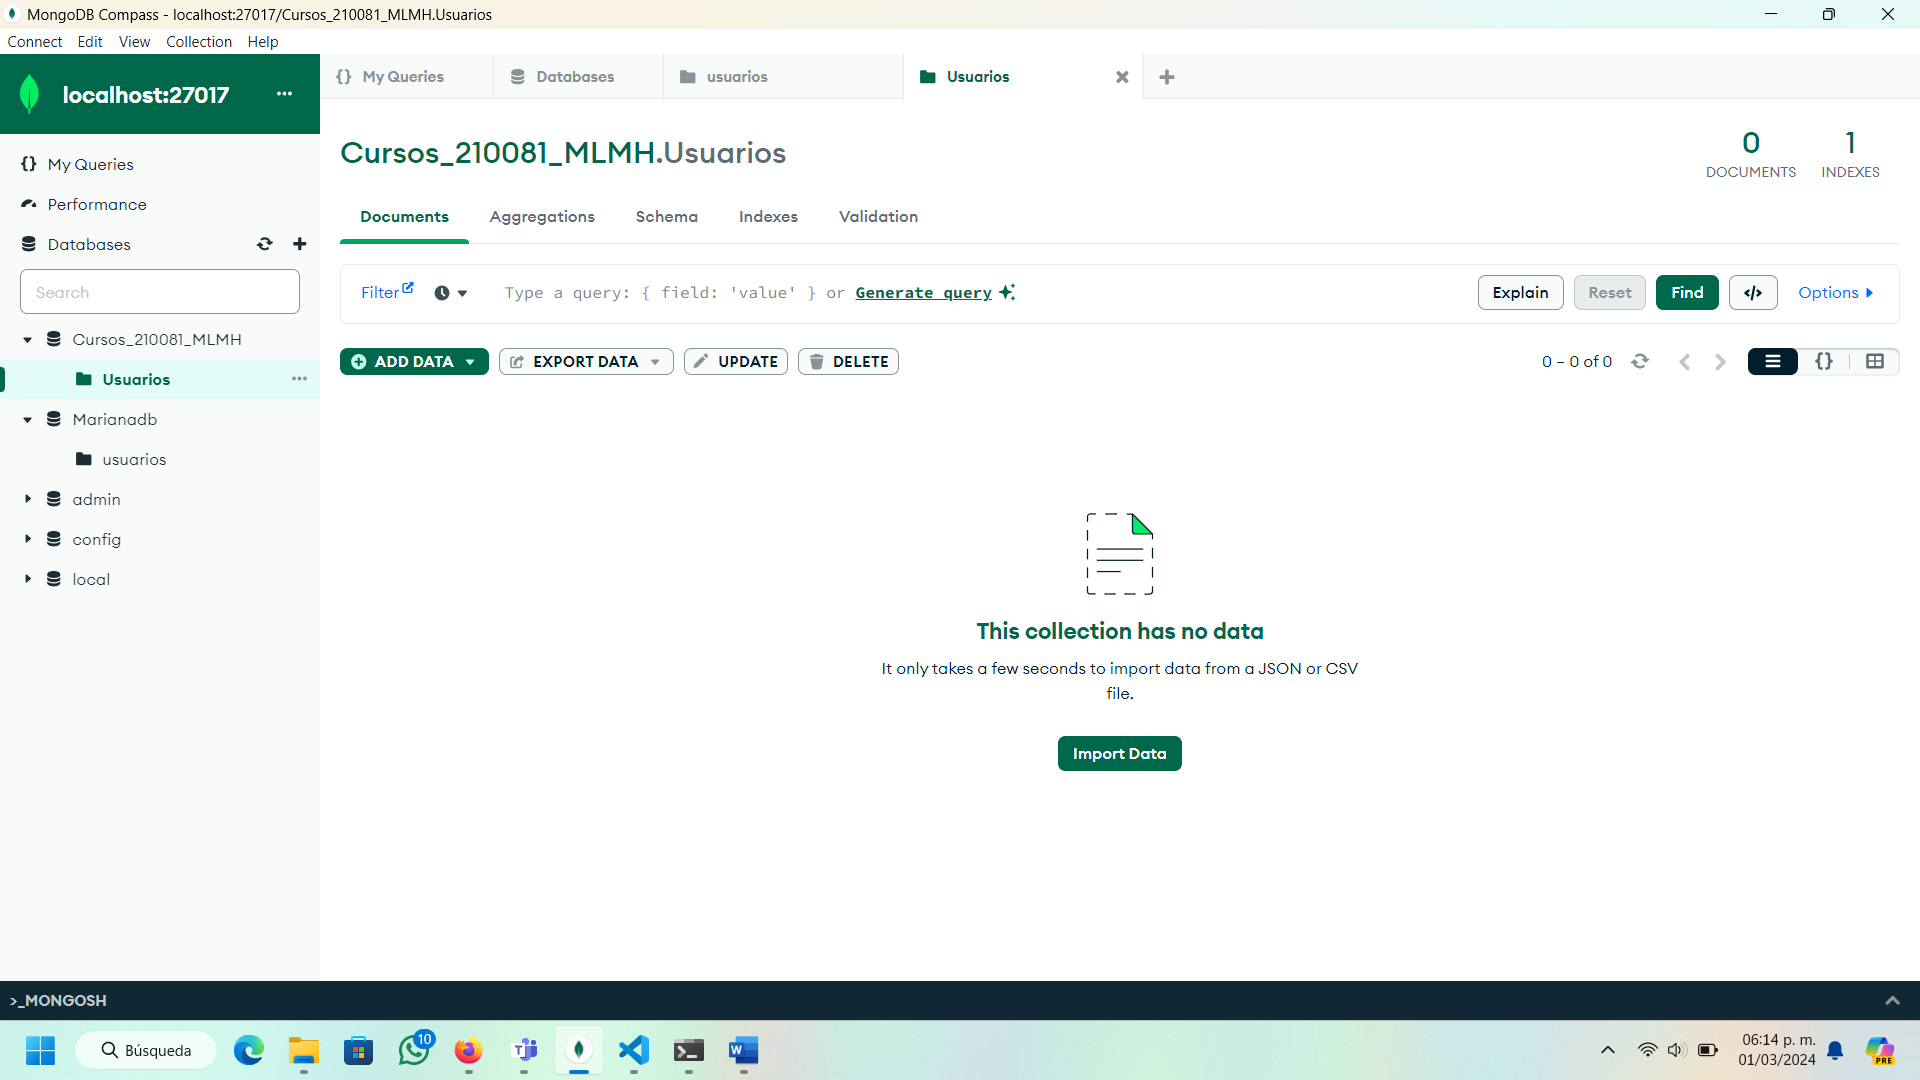 MongoDB Compass - localhost:27017/Cursos_210081_MLMH.Usuarios
Connect Edit View Collection Help
localhost:27017 ...
{} My Queries
Performance
Databases
Search
Cursos_210081_MLMH
Usuarios ...
Marianadb
usuarios
admin
config
local
{} My Queries
Databases
usuarios
Usuarios
Cursos_210081_MLMH.Usuarios
0
DOCUMENTS
1
INDEXES
Documents Aggregations Schema Indexes Validation
Filter Type a query: { field: 'value' } or Generate query Explain Reset Find </> Options
ADD DATA EXPORT DATA UPDATE DELETE 0 – 0 of 0 {}
This collection has no data
It only takes a few seconds to import data from a JSON or CSV
file.
Import Data
>_MONGOSH
Búsqueda
10
W
06:14 p. m.
01/03/2024
PRE